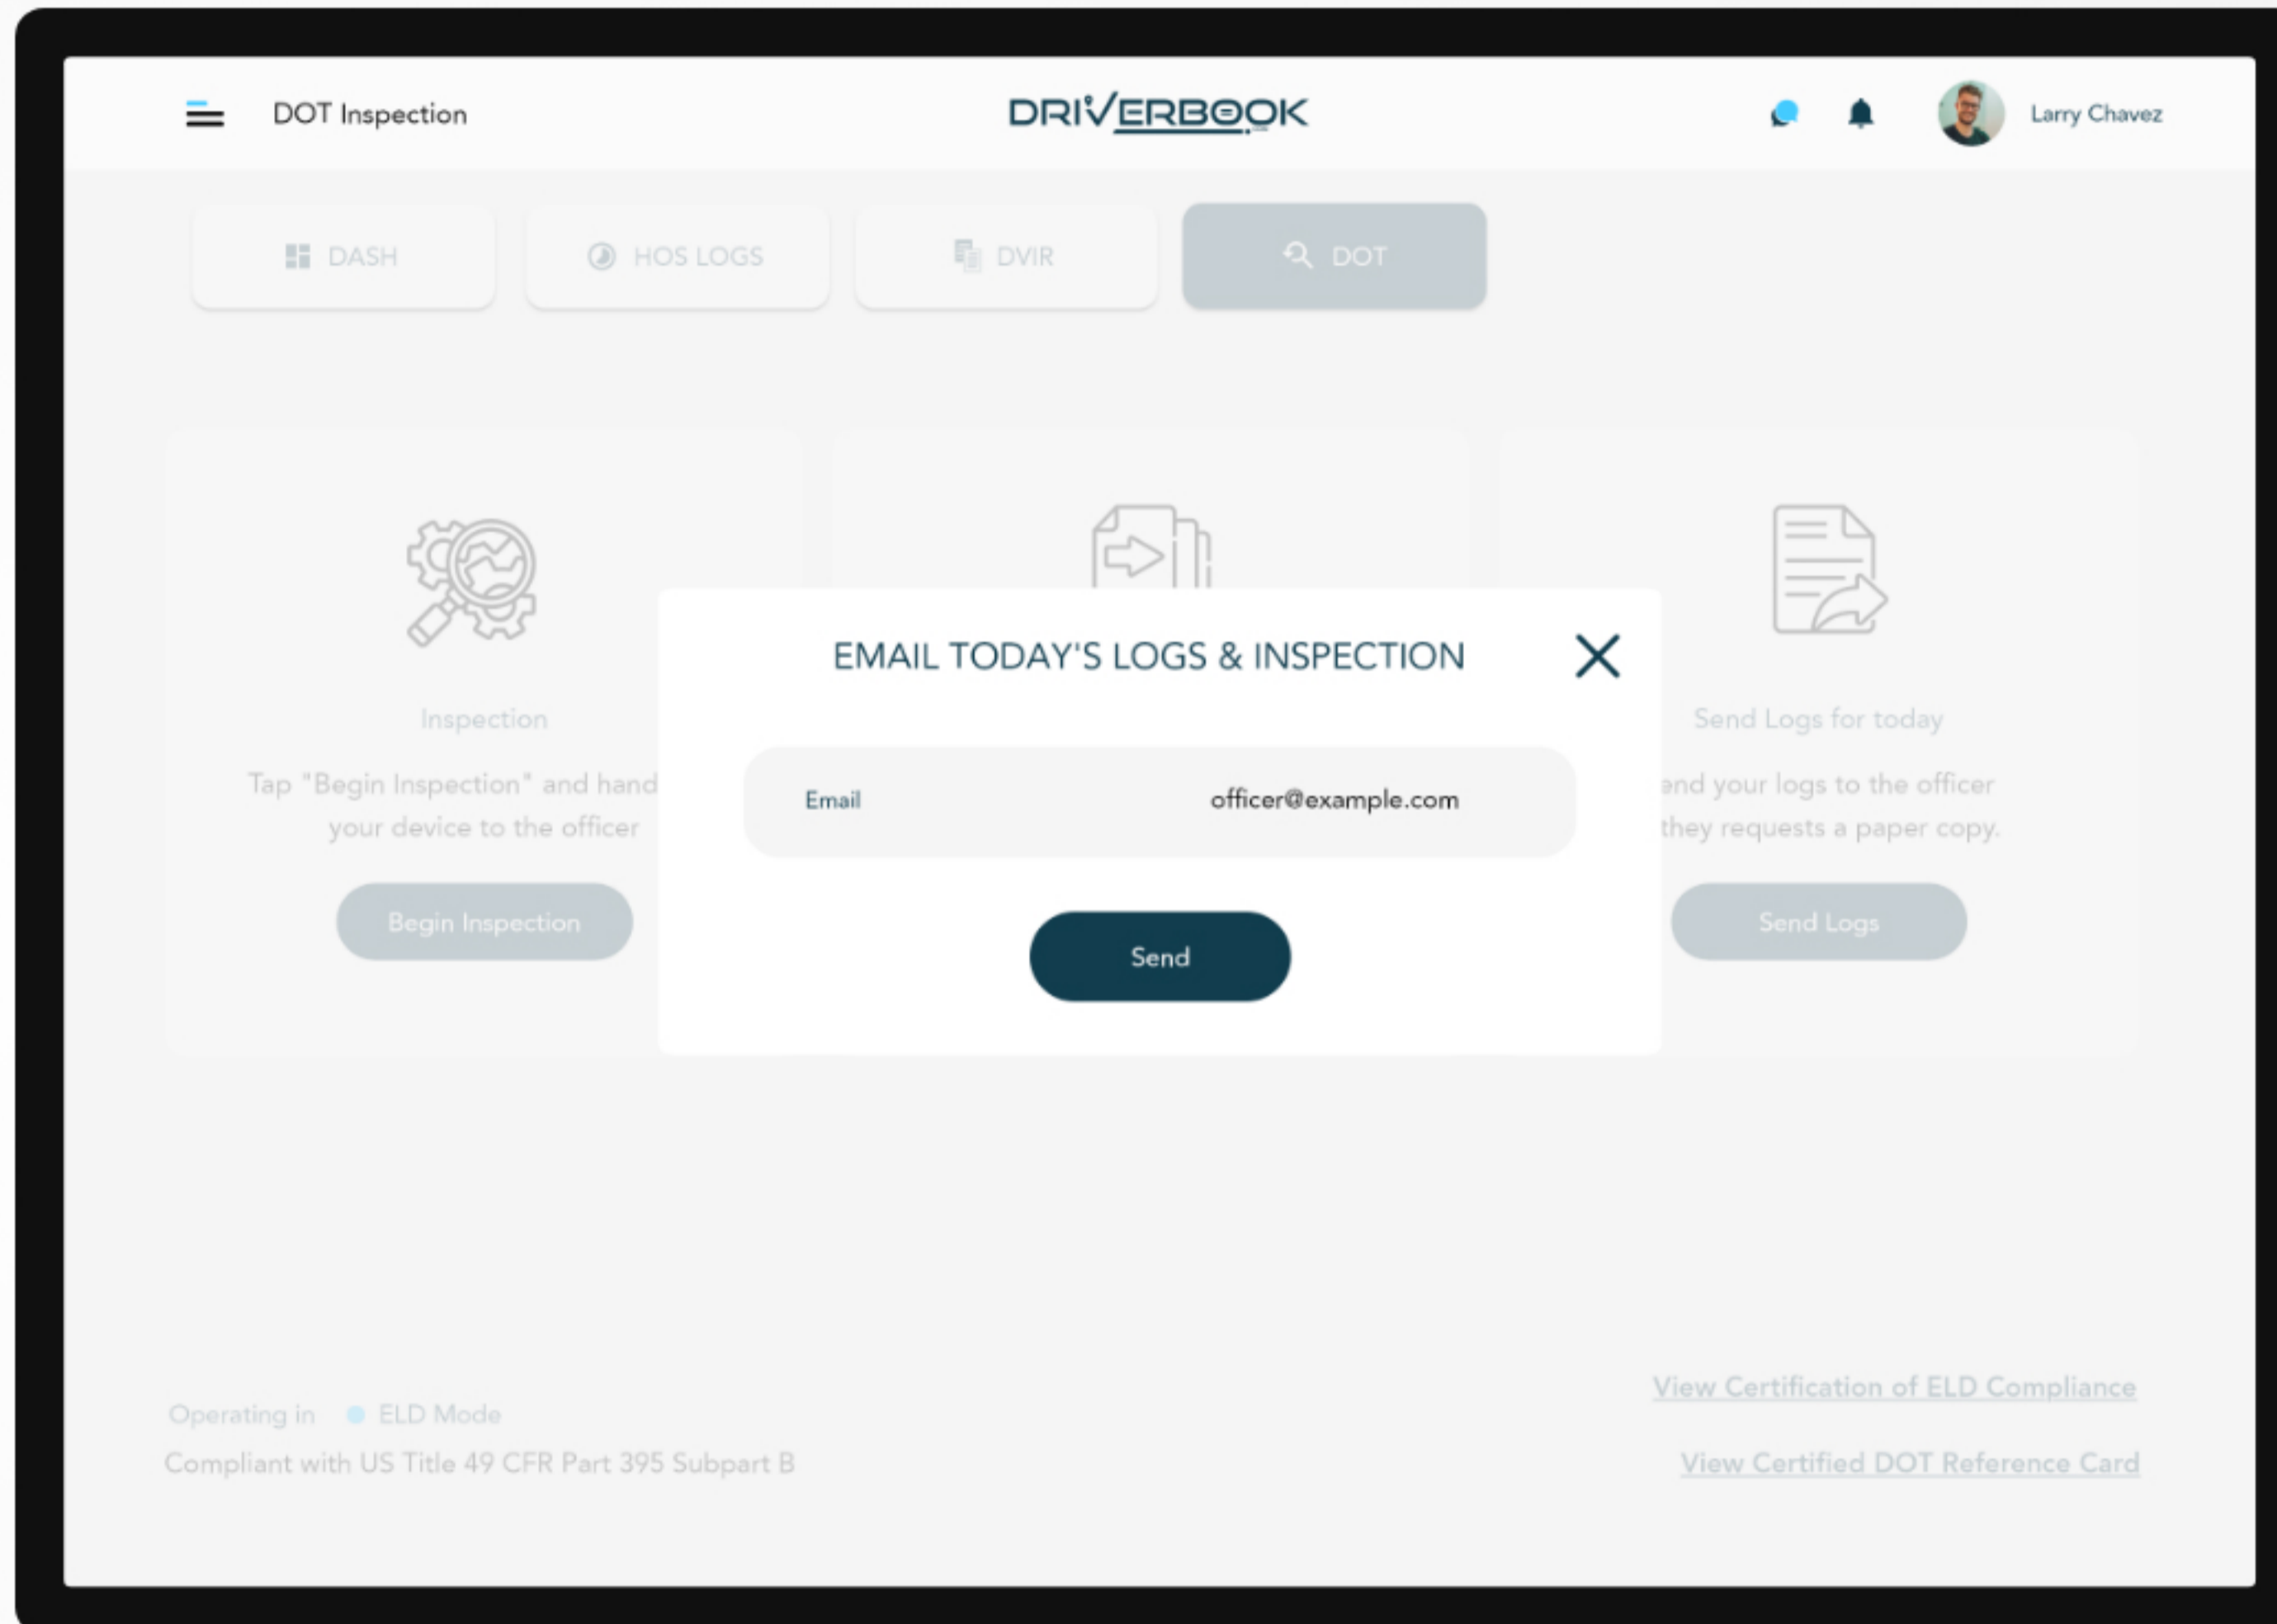 DOT Inspection
DRIVERBOOK
Larry Chavez
DASH
HOS LOGS
DVIR
DOT
EMAIL TODAY'S LOGS & INSPECTION
Email
officer@example.com
Send
Inspection
Tap "Begin Inspection" and hand
your device to the officer
Begin Inspection
Send Logs for today
end your logs to the officer
they requests a paper copy.
Send Logs
Operating in ELD Mode
Compliant with US Title 49 CFR Part 395 Subpart B
View Certification of ELD Compliance
View Certified DOT Reference Card